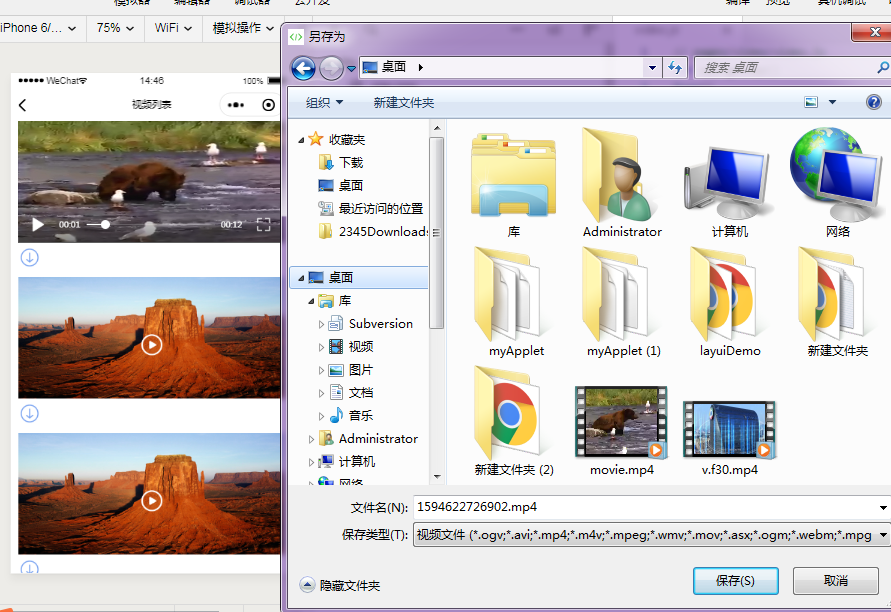 模拟器 编辑器 调试器 云开发 编译 预览 真机调试
iPhone 6/... 75% WiFi 模拟操作
WeChat 14:46 100%
视频列表
00:01 00:12
另存为
桌面
搜索 桌面
组织 新建文件夹
收藏夹
下载
桌面
最近访问的位置
2345Downloads
桌面
库
Subversion
视频
图片
文档
音乐
Administrator
计算机
网络
库 Administrator 计算机 网络
myApplet myApplet (1) layuiDemo 新建文件夹
新建文件夹 (2) movie.mp4 v.f30.mp4
文件名(N): 1594622726902.mp4
保存类型(T): 视频文件 (*.ogv;*.avi;*.mp4;*.m4v;*.mpeg;*.wmv;*.mov;*.asx;*.ogm;*.webm;*.mpg
隐藏文件夹 保存(S) 取消